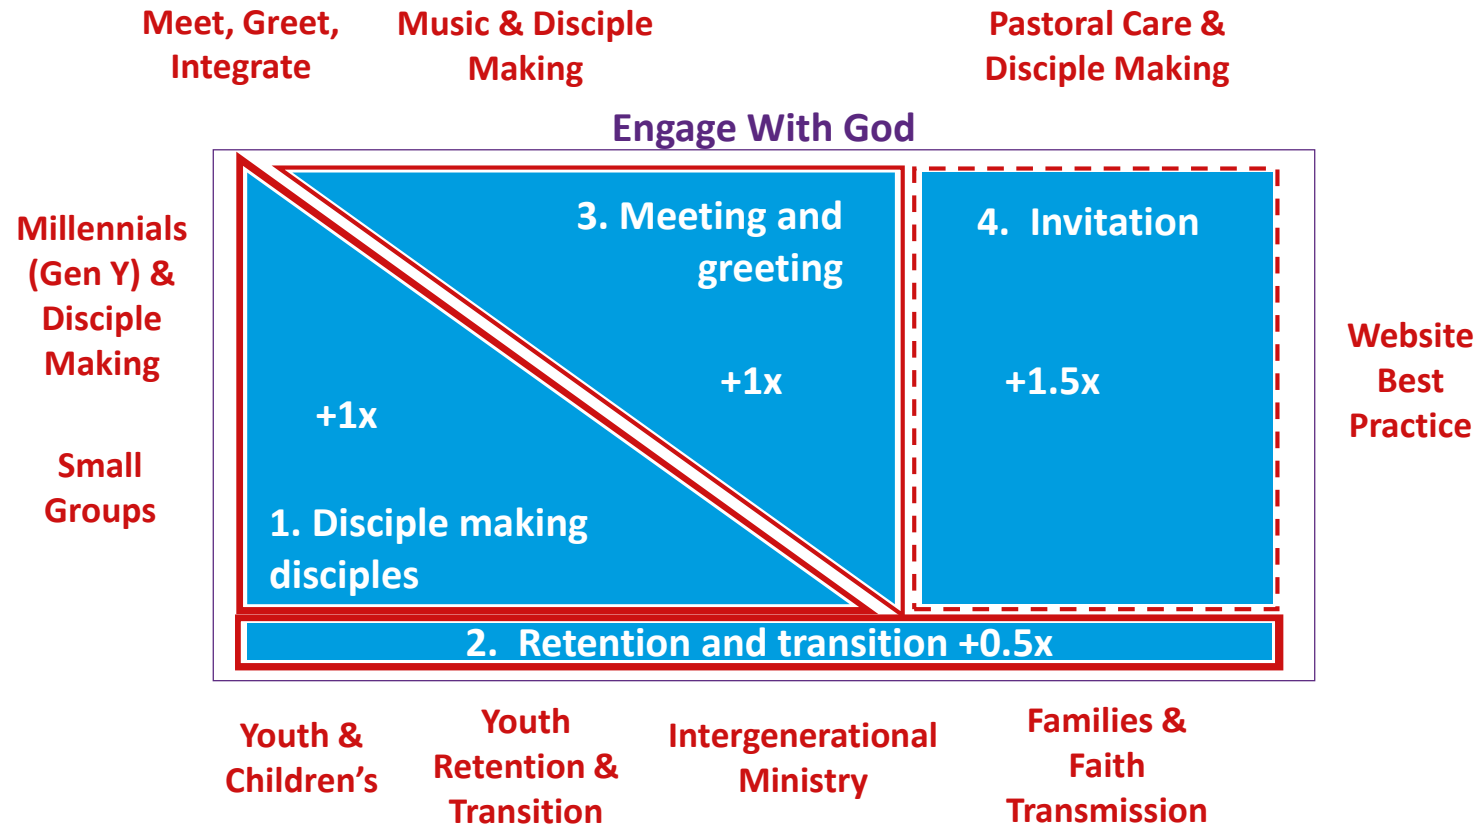 Meet, Greet,
Integrate
Music & Disciple
Making
Pastoral Care &
Disciple Making
Engage With God
Millennials
(Gen Y) &
Disciple
Making
Small
Groups
3. Meeting and
greeting
+1x
4.  Invitation
+1.5x
+1x
1. Disciple making
disciples
2.  Retention and transition +0.5x
Website
Best
Practice
Youth &
Children’s
Youth
Retention &
Transition
Intergenerational
Ministry
Families &
Faith
Transmission